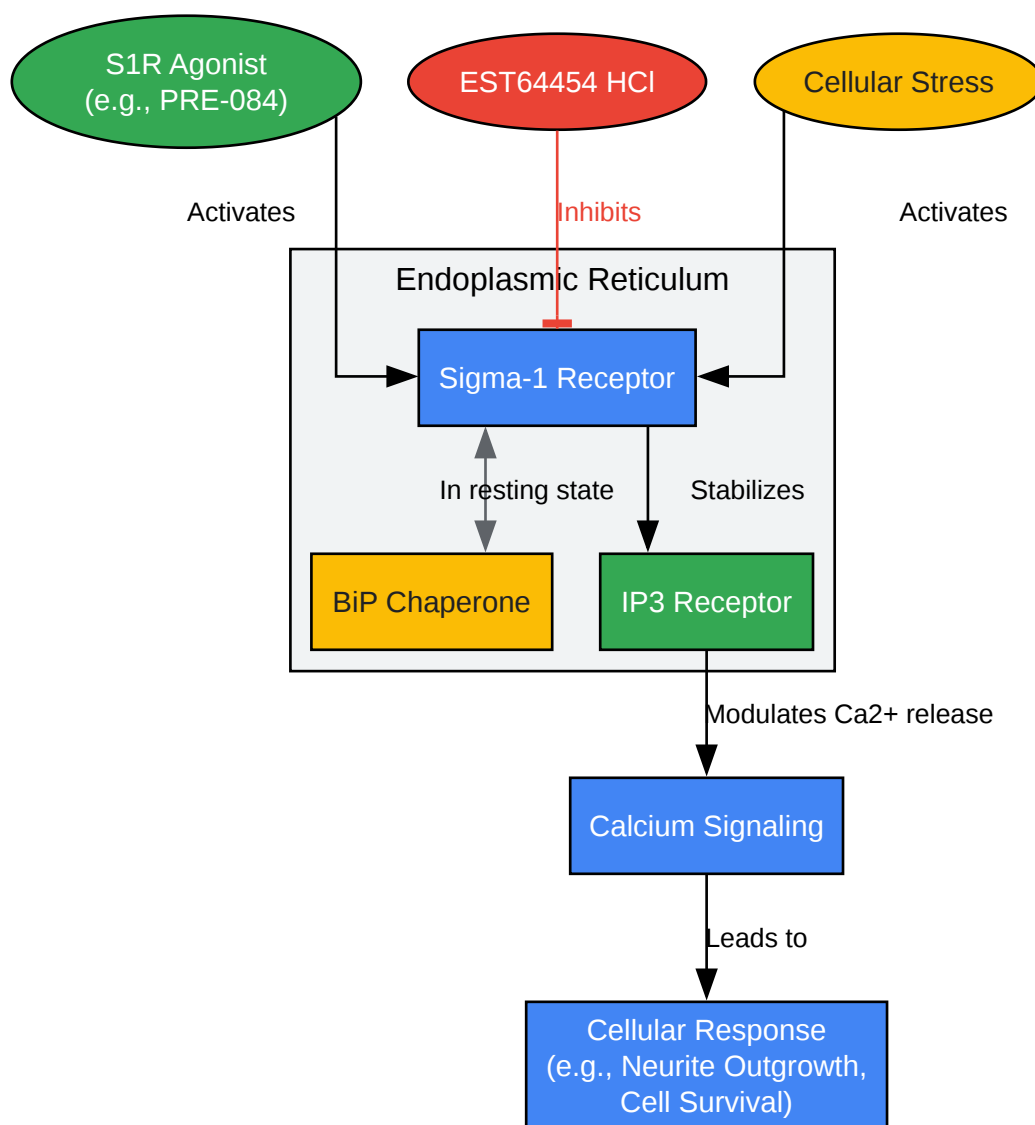 S1R Agonist
(e.g., PRE-084)
EST64454 HCl
Cellular Stress
Activates
Inhibits
Activates
Endoplasmic Reticulum
Sigma-1 Receptor
In resting state
Stabilizes
BiP Chaperone
IP3 Receptor
Modulates Ca2+ release
Calcium Signaling
Leads to
Cellular Response
(e.g., Neurite Outgrowth,
Cell Survival)